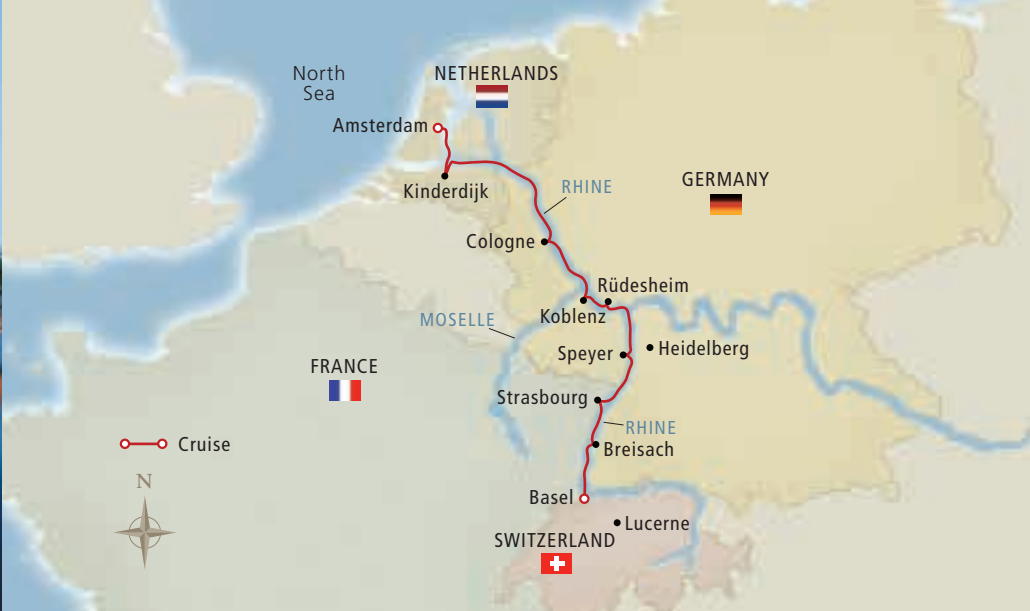 North
Sea
NETHERLANDS
Amsterdam
Kinderdijk
RHINE
GERMANY
Cologne
Rüdesheim
Koblenz
MOSELLE
Speyer
Heidelberg
FRANCE
Strasbourg
RHINE
Cruise
Breisach
N
Basel
Lucerne
SWITZERLAND